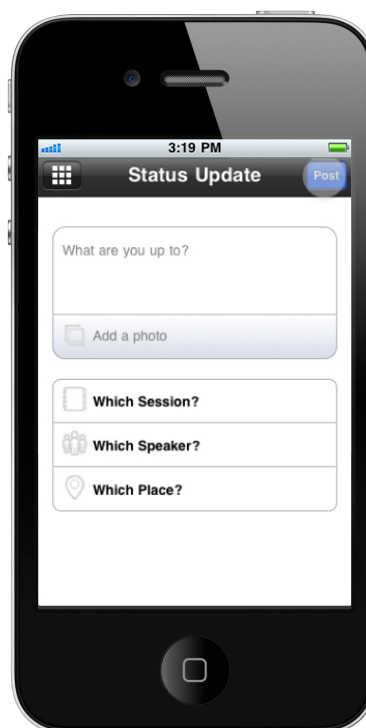 3:19 PM
Status Update
Post
What are you up to?
Add a photo
Which Session?
Which Speaker?
Which Place?